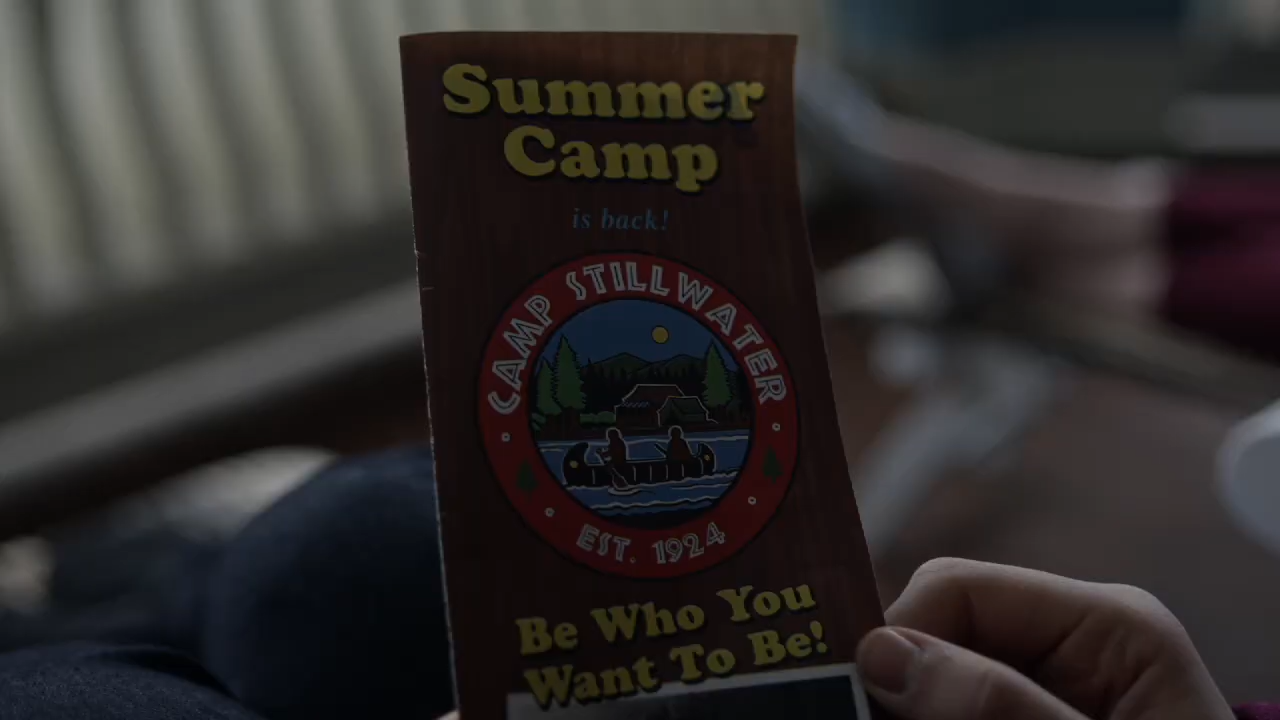 Summer
Camp
is back!
CAMP STILLWATER
EST. 1924
Be Who You
Want To Be!